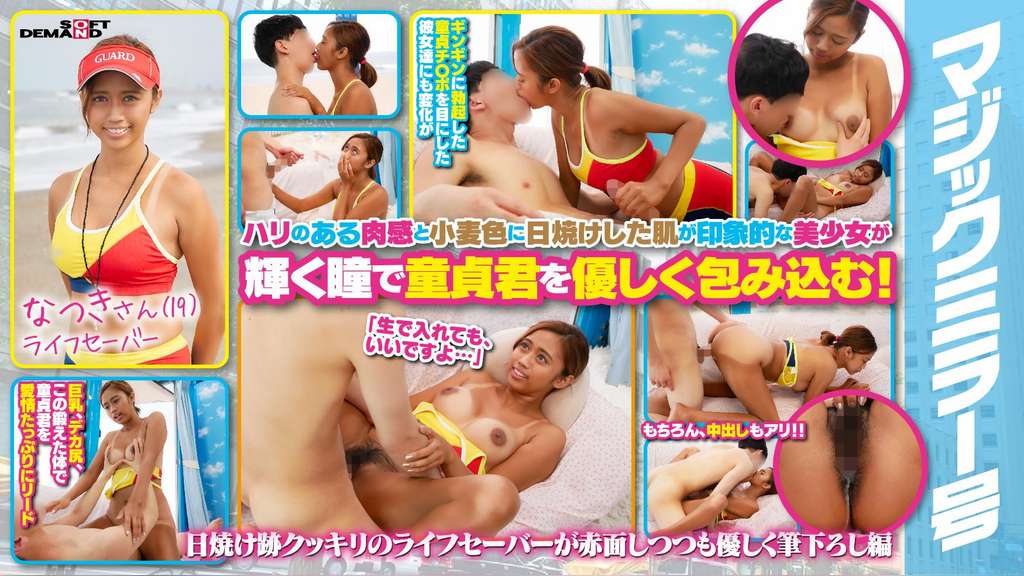 SOFT
ON
DEMAND
GUARD
なつきさん(19)
ライフセーバー
ギンギンに勃起した
童貞チ○ポを目にした
彼女達にも変化が
マジックミラー号
ハリのある肉感と小麦色に日焼けした肌が印象的な美少女が
輝く瞳で童貞君を優しく包み込む!
「生で入れても、
いいですよ…」
もちろん、中出しもアリ!!
巨乳、デカ尻、
この鍛えた体で
童貞君を
愛情たっぷりにリード
日焼け跡クッキリのライフセーバーが赤面しつつも優しく筆下ろし編